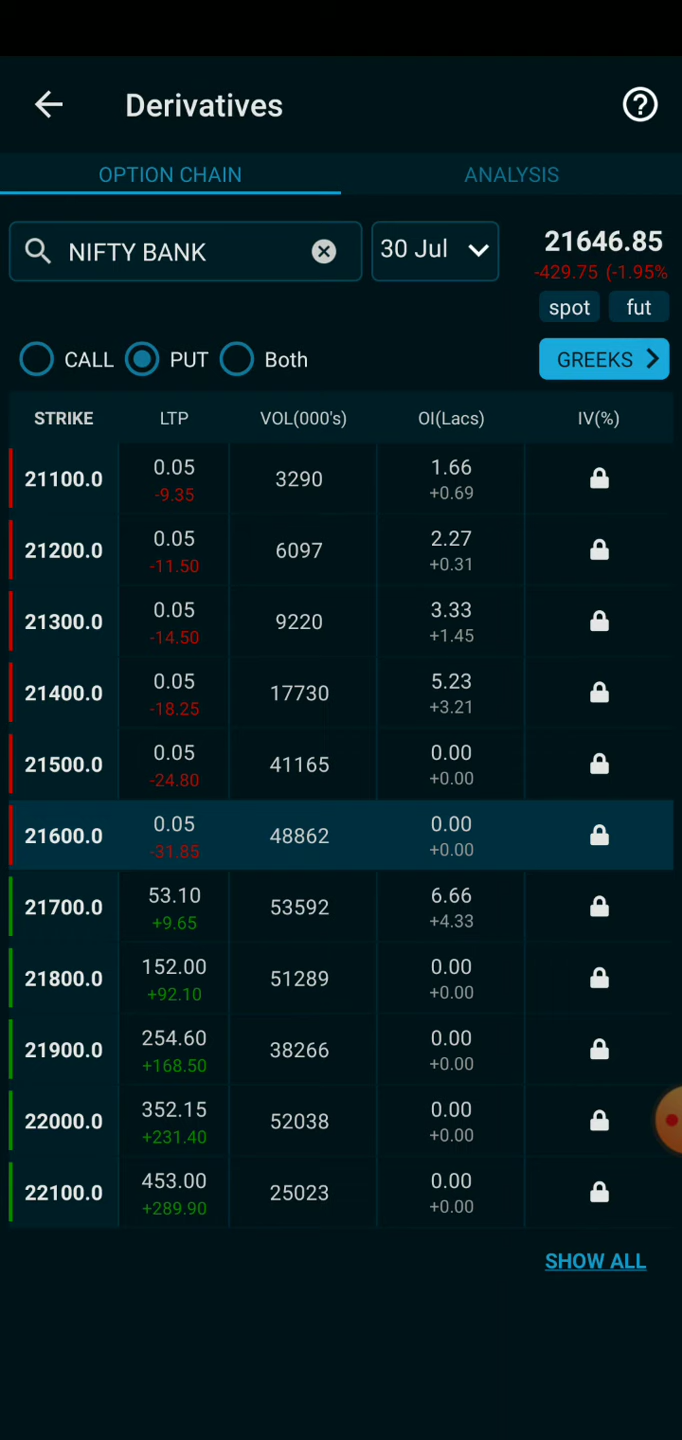 Derivatives
OPTION CHAIN ANALYSIS
NIFTY BANK 30 Jul 21646.85
-429.75 (-1.95%
spot fut
CALL PUT Both GREEKS
STRIKE LTP VOL(000's) OI(Lacs) IV(%)
21100.0 0.05 3290 1.66
-9.35 +0.69
21200.0 0.05 6097 2.27
-11.50 +0.31
21300.0 0.05 9220 3.33
-14.50 +1.45
21400.0 0.05 17730 5.23
-18.25 +3.21
21500.0 0.05 41165 0.00
-24.80 +0.00
21600.0 0.05 48862 0.00
-31.85 +0.00
21700.0 53.10 53592 6.66
+9.65 +4.33
21800.0 152.00 51289 0.00
+92.10 +0.00
21900.0 254.60 38266 0.00
+168.50 +0.00
22000.0 352.15 52038 0.00
+231.40 +0.00
22100.0 453.00 25023 0.00
+289.90 +0.00
SHOW ALL